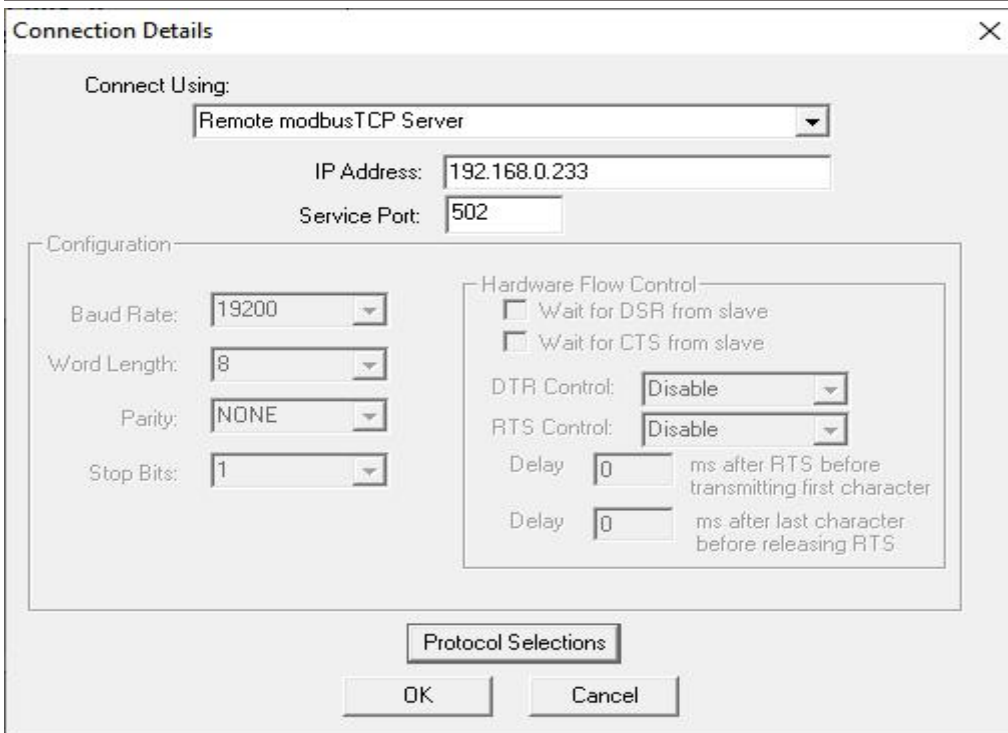 Connection Details
Connect Using:
Remote modbusTCP Server
IP Address: 192.168.0.233
Service Port: 502
Configuration
Baud Rate: 19200
Word Length: 8
Parity: NONE
Stop Bits: 1
Hardware Flow Control
Wait for DSR from slave
Wait for CTS from slave
DTR Control: Disable
RTS Control: Disable
Delay 0 ms after RTS before
transmitting first character
Delay 0 ms after last character
before releasing RTS
Protocol Selections
OK Cancel